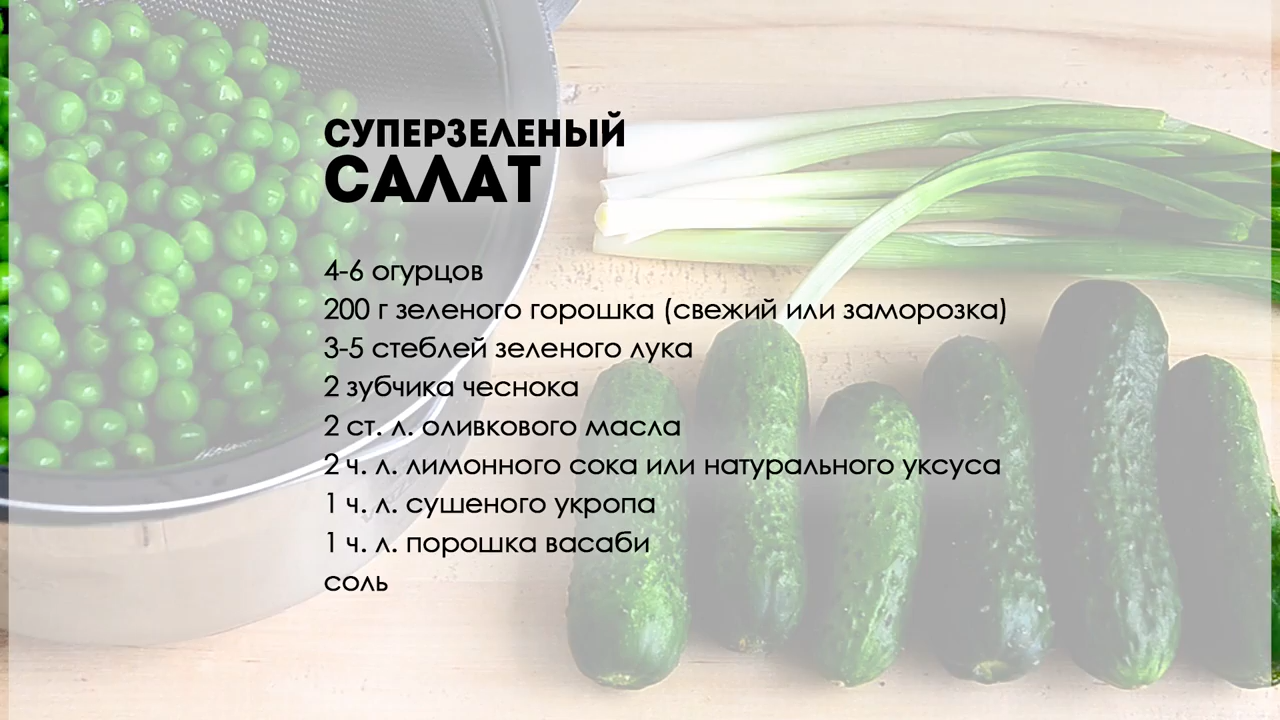 СУПЕРЗЕЛЕНЫЙ
САЛАТ
4-6 огурцов
200 г зеленого горошка (свежий или заморозка)
3-5 стеблей зеленого лука
2 зубчика чеснока
2 ст. л. оливкового масла
2 ч. л. лимонного сока или натурального уксуса
1 ч. л. сушеного укропа
1 ч. л. порошка васаби
соль